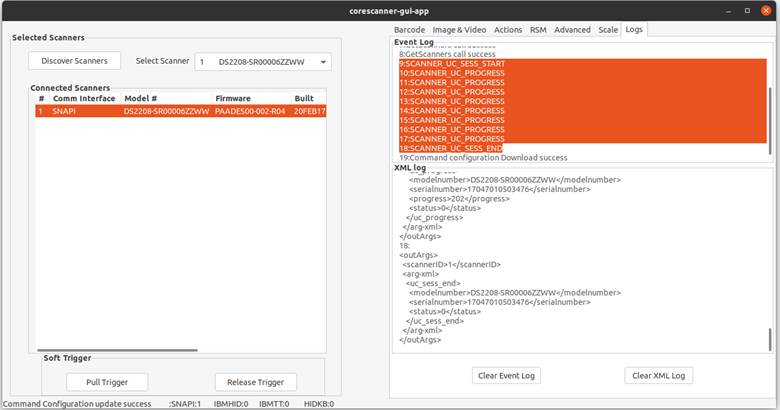 corescanner-gui-app
Selected Scanners
Discover Scanners
Select Scanner
1 DS2208-SR00006ZZWW
Connected Scanners
# Comm Interface Model # Firmware Built
1 SNAPI DS2208-SR00006ZZWW PAADES00-002-R04 20FEB17
Soft Trigger
Pull Trigger
Release Trigger
Barcode Image & Video Actions RSM Advanced Scale Logs
Event Log
8:GetScanners call success
9:SCANNER_UC_SESS_START
10:SCANNER_UC_PROGRESS
11:SCANNER_UC_PROGRESS
12:SCANNER_UC_PROGRESS
13:SCANNER_UC_PROGRESS
14:SCANNER_UC_PROGRESS
15:SCANNER_UC_PROGRESS
16:SCANNER_UC_PROGRESS
17:SCANNER_UC_PROGRESS
18:SCANNER_UC_SESS_END
19:Command configuration Download success
XML log
<modelnumber>DS2208-SR00006ZZWW</modelnumber>
<serialnumber>17047010503476</serialnumber>
<progress>202</progress>
<status>0</status>
</uc_progress>
</arg-xml>
</outArgs>
18:
<outArgs>
<scannerID>1</scannerID>
<arg-xml>
<uc_sess_end>
<modelnumber>DS2208-SR00006ZZWW</modelnumber>
<serialnumber>17047010503476</serialnumber>
<status>0</status>
</uc_sess_end>
</arg-xml>
</outArgs>
Clear Event Log
Clear XML Log
Command Configuration update success :SNAPI:1 IBMHID:0 IBMTT:0 HIDKB:0